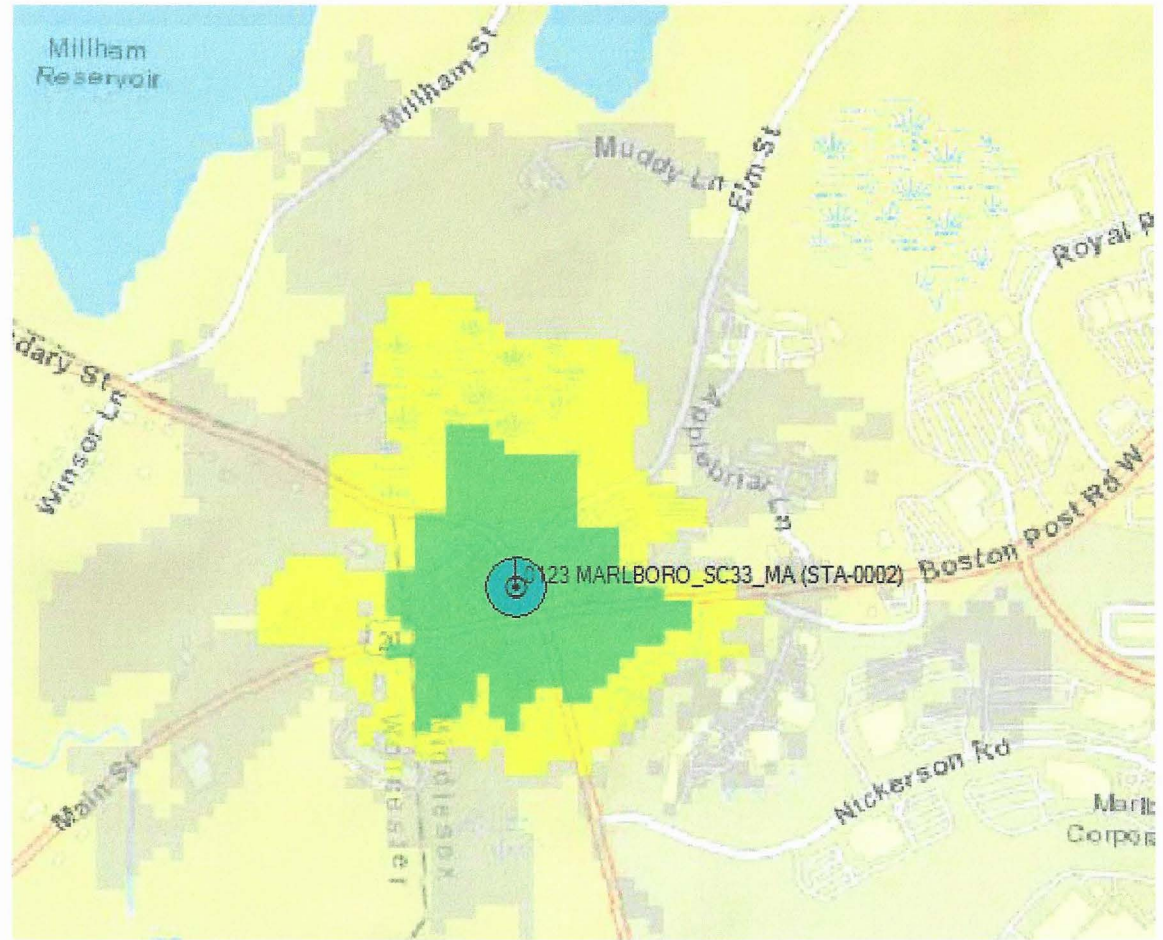 Millham
Reservoir
Millham St
Muddy Ln
Elm St
Royal P
dary St
Winsor Ln
Applebriar Ln
Boston Post Rd W
0123 MARLBORO_SC33_MA (STA-0002)
Main St
Worcester
Middlesex
Nickerson Rd
Marlb
Corpora